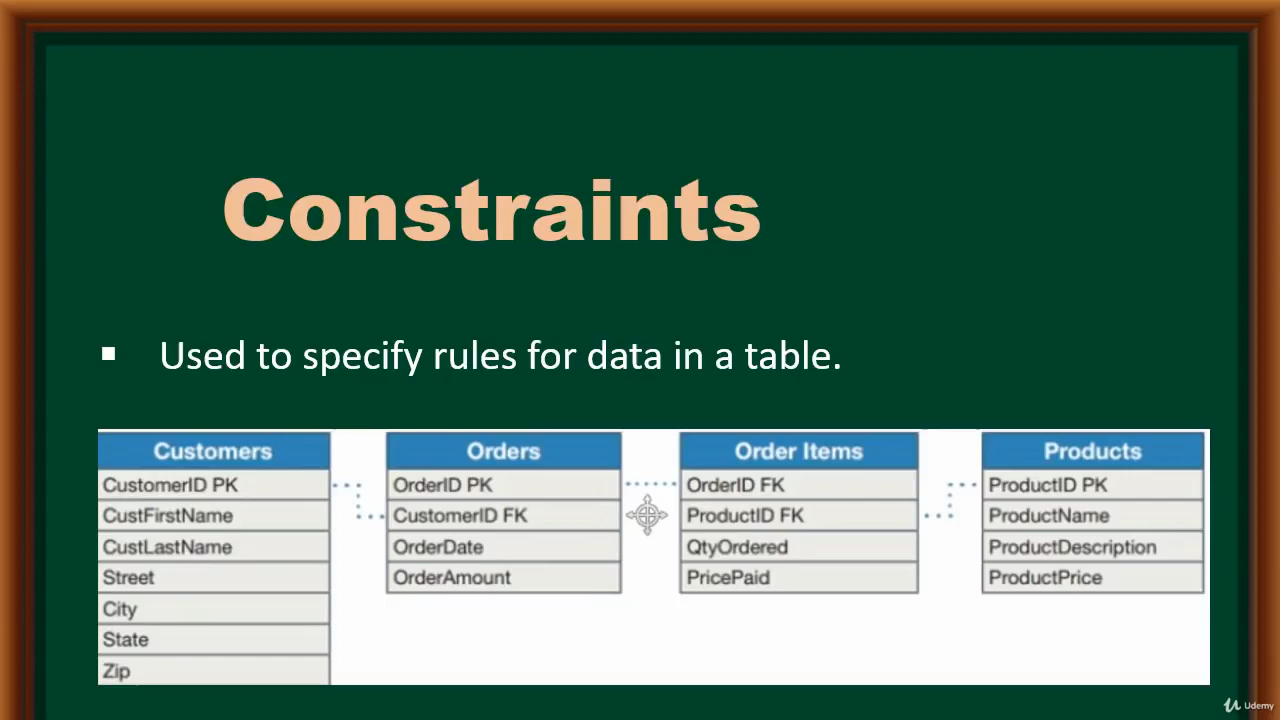 Constraints
▪ Used to specify rules for data in a table.
Customers
CustomerID PK
CustFirstName
CustLastName
Street
City
State
Zip
Orders
OrderID PK
CustomerID FK
OrderDate
OrderAmount
Order Items
OrderID FK
ProductID FK
QtyOrdered
PricePaid
Products
ProductID PK
ProductName
ProductDescription
ProductPrice
Udemy